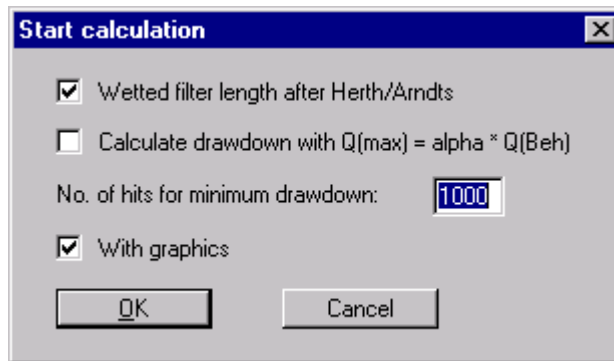 Start calculation
Wetted filter length after Herth/Arndts
Calculate drawdown with Q(max) = alpha * Q(Beh)
No. of hits for minimum drawdown: 1000
With graphics
OK Cancel